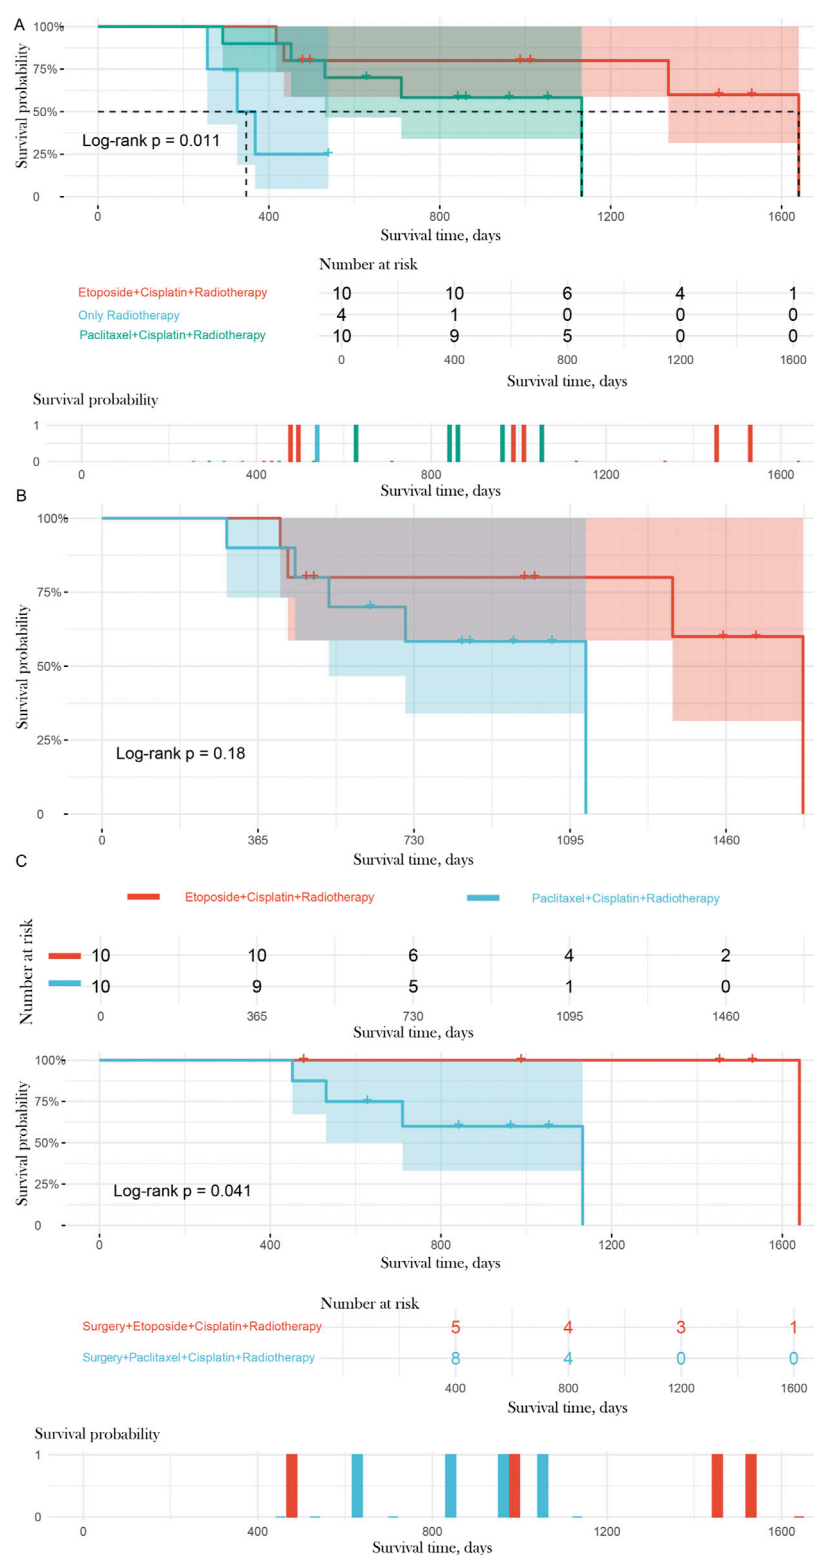 A
Survival probability
100%
75%
50%
25%
0
Log-rank p = 0.011
0 400 800 1200 1600
Survival time, days
Number at risk
Etoposide+Cisplatin+Radiotherapy 10 10 6 4 1
Only Radiotherapy 4 1 0 0 0
Paclitaxel+Cisplatin+Radiotherapy 10 9 5 0 0
0 400 800 1200 1600
Survival time, days
Survival probability
1
0
0 400 800 1200 1600
Survival time, days
B
Survival probability
100%
75%
50%
25%
0
Log-rank p = 0.18
0 365 730 1095 1460
Survival time, days
C
Etoposide+Cisplatin+Radiotherapy Paclitaxel+Cisplatin+Radiotherapy
Number at risk
10 10 6 4 2
10 9 5 1 0
0 365 730 1095 1460
Survival time, days
Survival probability
100%
75%
50%
25%
0
Log-rank p = 0.041
0 400 800 1200 1600
Survival time, days
Number at risk
Surgery+Etoposide+Cisplatin+Radiotherapy 5 4 3 1
Surgery+Paclitaxel+Cisplatin+Radiotherapy 8 4 0 0
400 800 1200 1600
Survival time, days
Survival probability
1
0
0 400 800 1200 1600
Survival time, days